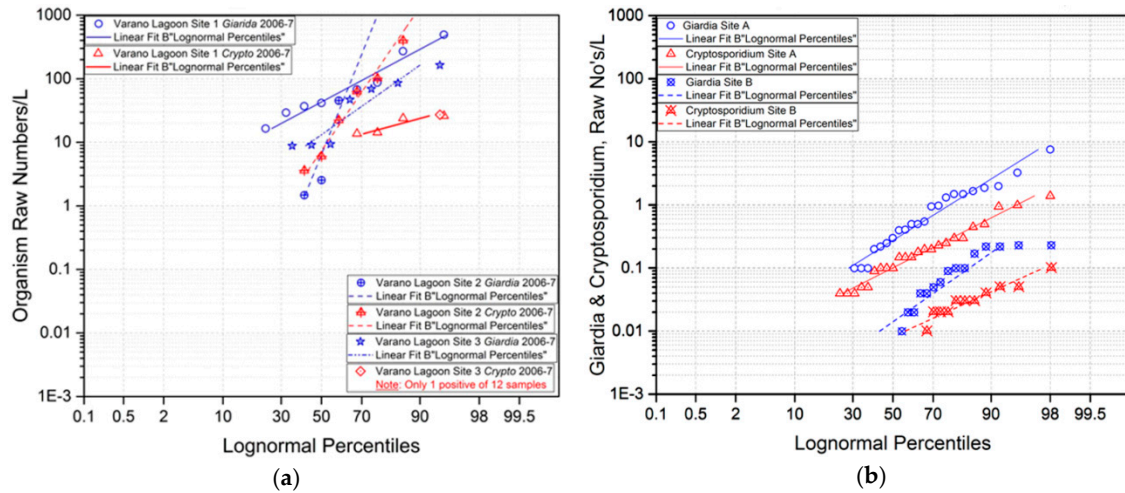 1000
100
10
1
0.1
0.01
1E-3
Organism Raw Numbers/L
Varano Lagoon Site 1 Giarida 2006-7
Linear Fit B"Lognormal Percentiles"
Varano Lagoon Site 1 Crypto 2006-7
Linear Fit B"Lognormal Percentiles"
Varano Lagoon Site 2 Giardia 2006-7
Linear Fit B"Lognormal Percentiles"
Varano Lagoon Site 2 Crypto 2006-7
Linear Fit B"Lognormal Percentiles"
Varano Lagoon Site 3 Giardia 2006-7
Linear Fit B"Lognormal Percentiles"
Varano Lagoon Site 3 Crypto 2006-7
Note: Only 1 positive of 12 samples
0.1 0.5 2 10 30 50 70 90 98 99.5
Lognormal Percentiles
(a)
1000
100
10
1
0.1
0.01
1E-3
Giardia & Cryptosporidium, Raw No's/L
Giardia Site A
Linear Fit B"Lognormal Percentiles"
Cryptosporidium Site A
Linear Fit B"Lognormal Percentiles"
Giardia Site B
Linear Fit B"Lognormal Percentiles"
Cryptosporidium Site B
Linear Fit B"Lognormal Percentiles"
0.1 0.5 2 10 30 50 70 90 98 99.5
Lognormal Percentiles
(b)